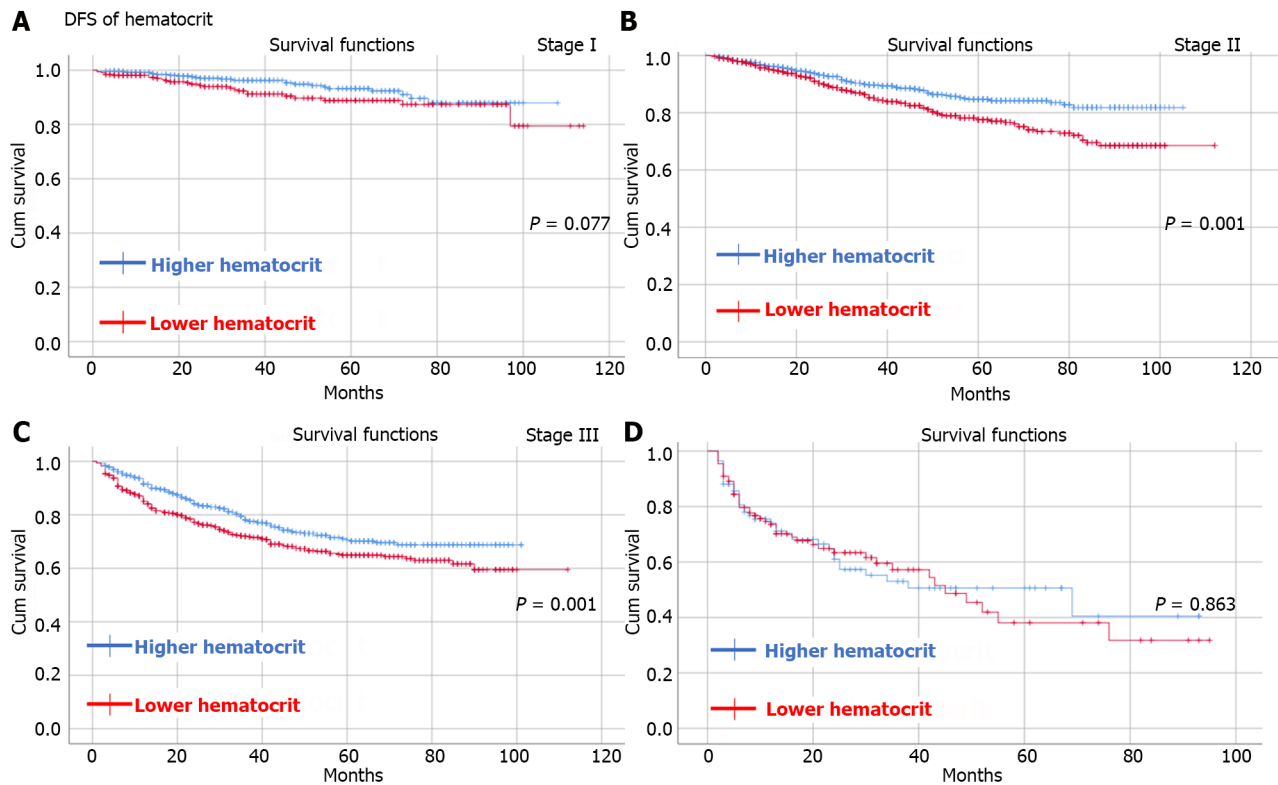 A
DFS of hematocrit
Survival functions
Stage I
Cum survival
1.0
0.8
0.6
0.4
0.2
0.0
P = 0.077
Higher hematocrit
Lower hematocrit
0 20 40 60 80 100 120
Months
B
Survival functions
Stage II
Cum survival
1.0
0.8
0.6
0.4
0.2
0.0
P = 0.001
Higher hematocrit
Lower hematocrit
0 20 40 60 80 100 120
Months
C
Survival functions
Stage III
Cum survival
1.0
0.8
0.6
0.4
0.2
0.0
P = 0.001
Higher hematocrit
Lower hematocrit
0 20 40 60 80 100 120
Months
D
Survival functions
Cum survival
1.0
0.8
0.6
0.4
0.2
0.0
P = 0.863
Higher hematocrit
Lower hematocrit
0 20 40 60 80 100
Months